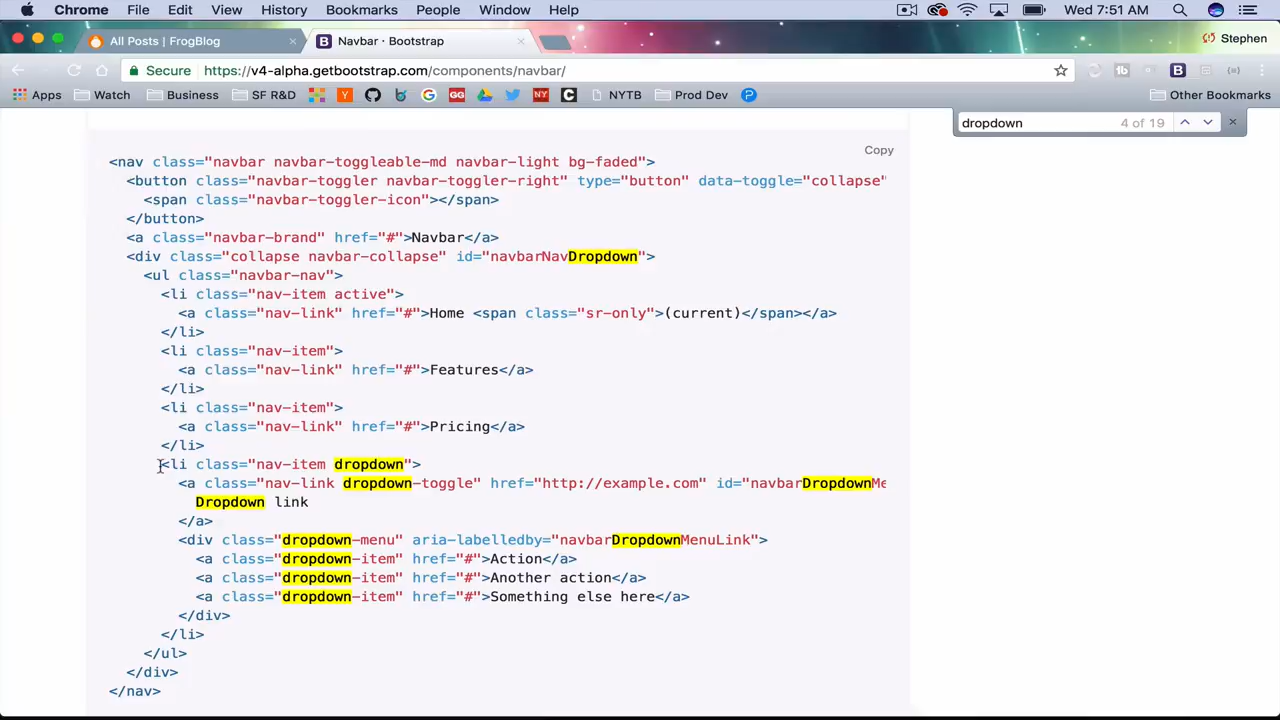 Chrome File Edit View History Bookmarks People Window Help Wed 7:51 AM
All Posts | FrogBlog × B Navbar · Bootstrap × Stephen
Secure https://v4-alpha.getbootstrap.com/components/navbar/ 1b B
Apps Watch Business SF R&D Y G GG NY C NYTB Prod Dev P Other Bookmarks
dropdown 4 of 19
Copy
<nav class="navbar navbar-toggleable-md navbar-light bg-faded">
<button class="navbar-toggler navbar-toggler-right" type="button" data-toggle="collapse"
<span class="navbar-toggler-icon"></span>
</button>
<a class="navbar-brand" href="#">Navbar</a>
<div class="collapse navbar-collapse" id="navbarNavDropdown">
<ul class="navbar-nav">
<li class="nav-item active">
<a class="nav-link" href="#">Home <span class="sr-only">(current)</span></a>
</li>
<li class="nav-item">
<a class="nav-link" href="#">Features</a>
</li>
<li class="nav-item">
<a class="nav-link" href="#">Pricing</a>
</li>
<li class="nav-item dropdown">
<a class="nav-link dropdown-toggle" href="http://example.com" id="navbarDropdownMe
Dropdown link
</a>
<div class="dropdown-menu" aria-labelledby="navbarDropdownMenuLink">
<a class="dropdown-item" href="#">Action</a>
<a class="dropdown-item" href="#">Another action</a>
<a class="dropdown-item" href="#">Something else here</a>
</div>
</li>
</ul>
</div>
</nav>